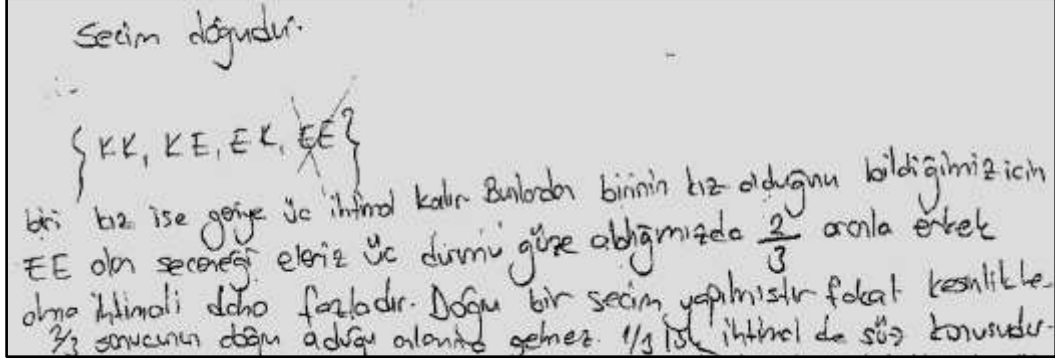 Seçim doğrudur.
{KK, KE, EK, EE}
biri kız ise geriye üç ihtimal kalır Bunlardan birinin kız olduğunu bildiğimiz için
EE olan seçeneği eleriz üç durumu göze aldığımızda 2/3 oranla erkek
olma ihtimali daha fazladır. Doğru bir seçim yapılmıştır fakat kesinlikle
2/3 sonucunun doğru olduğu anlamına gelmez. 1/3 lük ihtimal de söz konusudur.